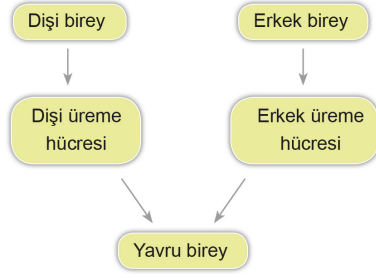 Dişi birey
Erkek birey
Dişi üreme
hücresi
Erkek üreme
hücresi
Yavru birey